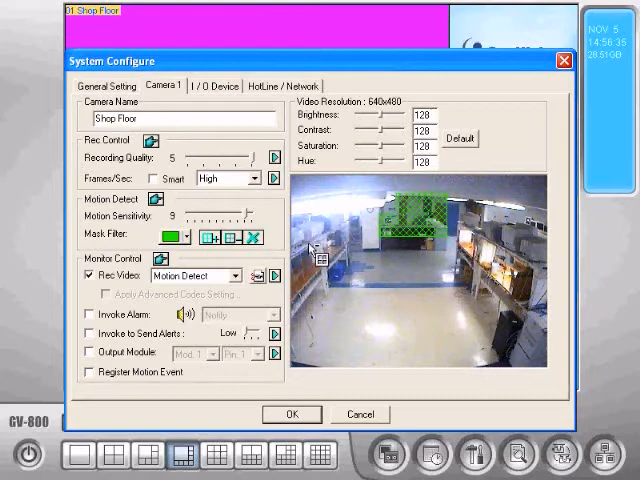 01 Shop Floor
NOV 5
14:56:35
28.51GB
System Configure
General Setting
Camera 1
I / O Device
HotLine / Network
Camera Name
Shop Floor
Rec Control
Recording Quality: 5
Frames/Sec: Smart High
Motion Detect
Motion Sensitivity: 9
Mask Filter:
Monitor Control
Rec Video: Motion Detect
Apply Advanced Codec Setting...
Invoke Alarm: Notify
Invoke to Send Alerts: Low
Output Module: Mod. 1 Pin. 1
Register Motion Event
Video Resolution : 640x480
Brightness: 128
Contrast: 128
Saturation: 128
Hue: 128
Default
OK
Cancel
GV-800